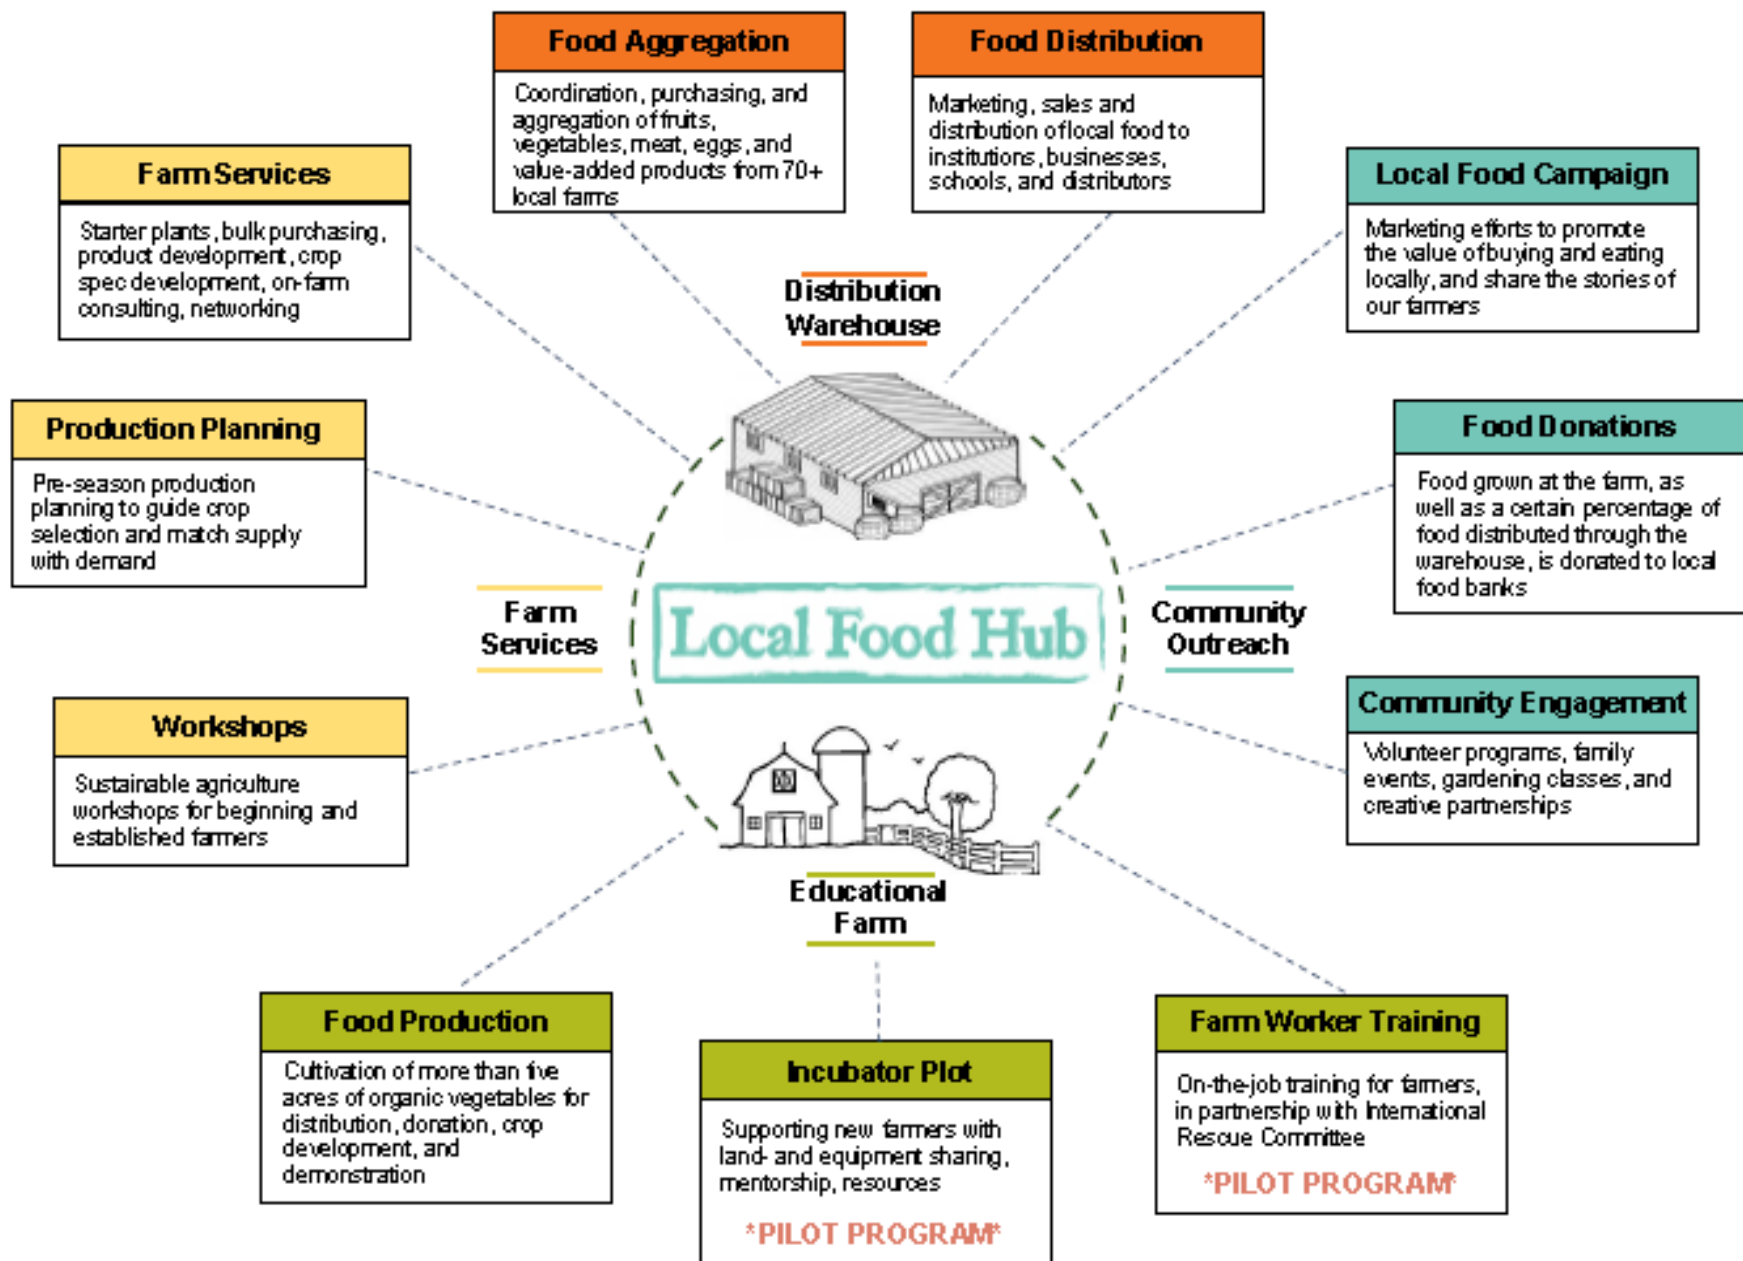 Food Aggregation
Coordination, purchasing, and
aggregation of fruits,
vegetables, meat, eggs, and
value-added products from 70+
local farms
Food Distribution
Marketing, sales and
distribution of local food to
institutions, businesses,
schools, and distributors
Farm Services
Starter plants, bulk purchasing,
product development, crop
spec development, on-farm
consulting, networking
Local Food Campaign
Marketing efforts to promote
the value of buying and eating
locally, and share the stories of
our farmers
Distribution
Warehouse
Production Planning
Pre-season production
planning to guide crop
selection and match supply
with demand
Food Donations
Food grown at the farm, as
well as a certain percentage of
food distributed through the
warehouse, is donated to local
food banks
Farm
Services
Local Food Hub
Community
Outreach
Workshops
Sustainable agriculture
workshops for beginning and
established farmers
Community Engagement
Volunteer programs, family
events, gardening classes, and
creative partnerships
Educational
Farm
Food Production
Cultivation of more than five
acres of organic vegetables for
distribution, donation, crop
development, and
demonstration
Incubator Plot
Supporting new farmers with
land- and equipment sharing,
mentorship, resources
*PILOT PROGRAM*
Farm Worker Training
On-the-job training for farmers,
in partnership with International
Rescue Committee
*PILOT PROGRAM*